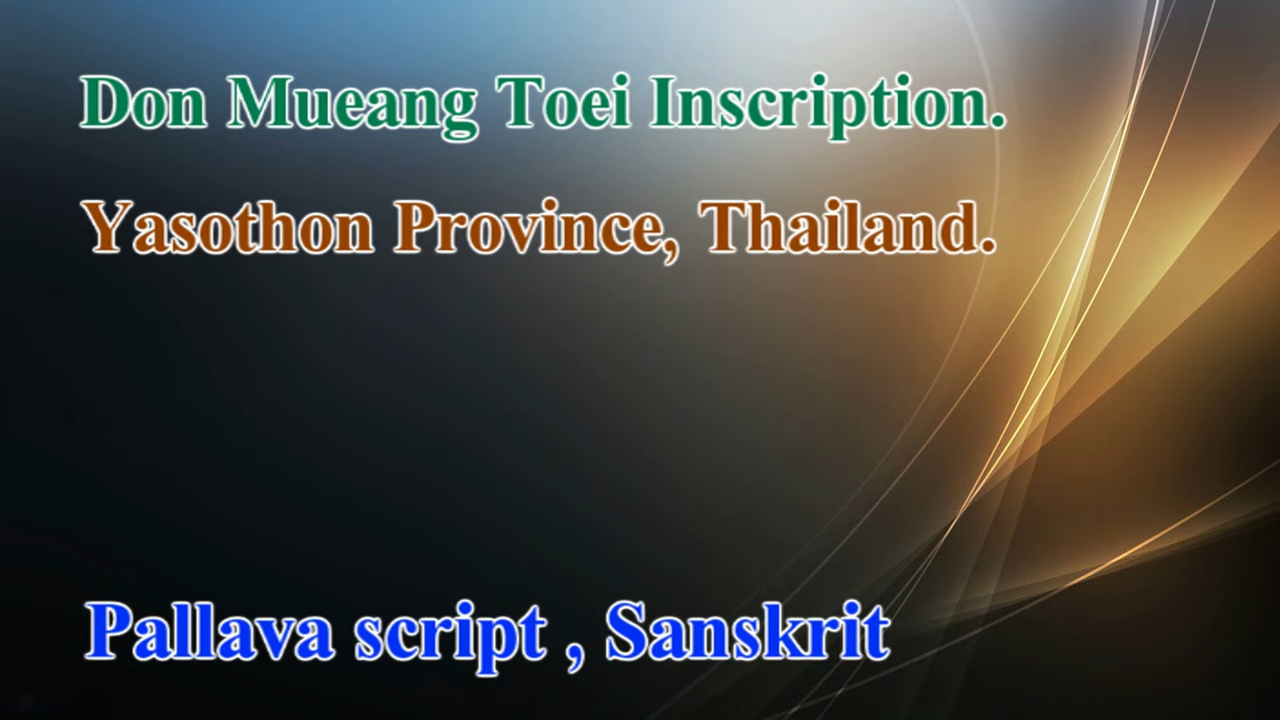 Don Mueang Toei Inscription.
Yasothon Province, Thailand.
Pallava script , Sanskrit